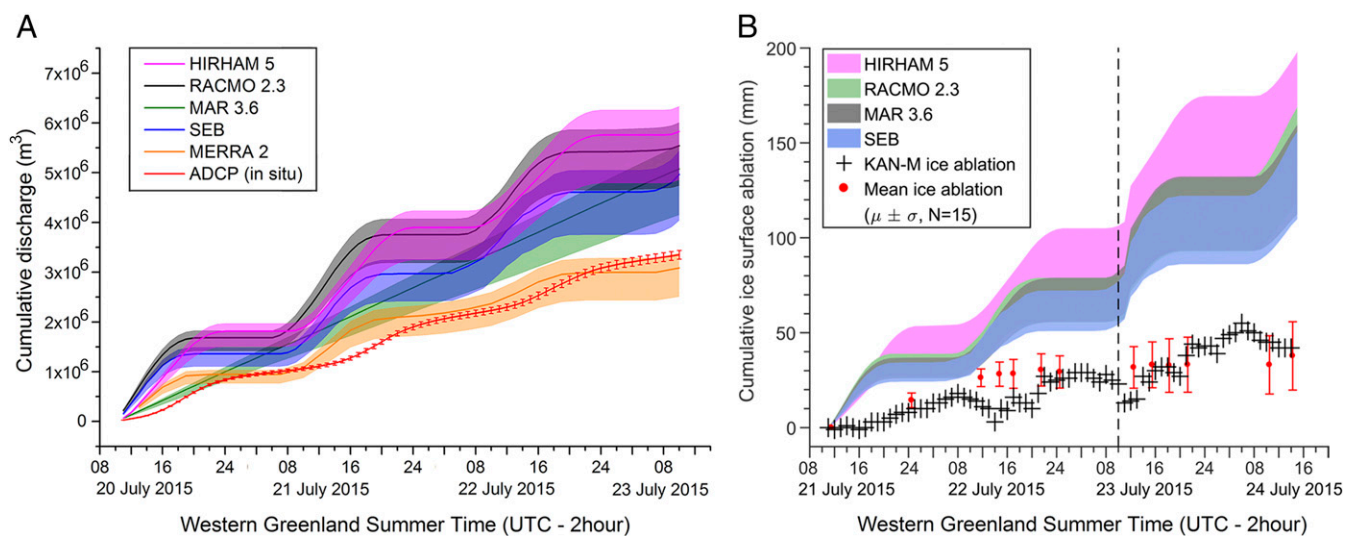 A
Cumulative discharge (m³)
7x10⁶
6x10⁶
5x10⁶
4x10⁶
3x10⁶
2x10⁶
1x10⁶
0
HIRHAM 5
RACMO 2.3
MAR 3.6
SEB
MERRA 2
ADCP (in situ)
08 16 24 08 16 24 08 16 24 08
20 July 2015 21 July 2015 22 July 2015 23 July 2015
Western Greenland Summer Time (UTC - 2hour)
B
Cumulative ice surface ablation (mm)
200
150
100
50
0
HIRHAM 5
RACMO 2.3
MAR 3.6
SEB
KAN-M ice ablation
Mean ice ablation
(μ ± σ, N=15)
08 16 24 08 16 24 08 16 24 08 16
21 July 2015 22 July 2015 23 July 2015 24 July 2015
Western Greenland Summer Time (UTC - 2hour)